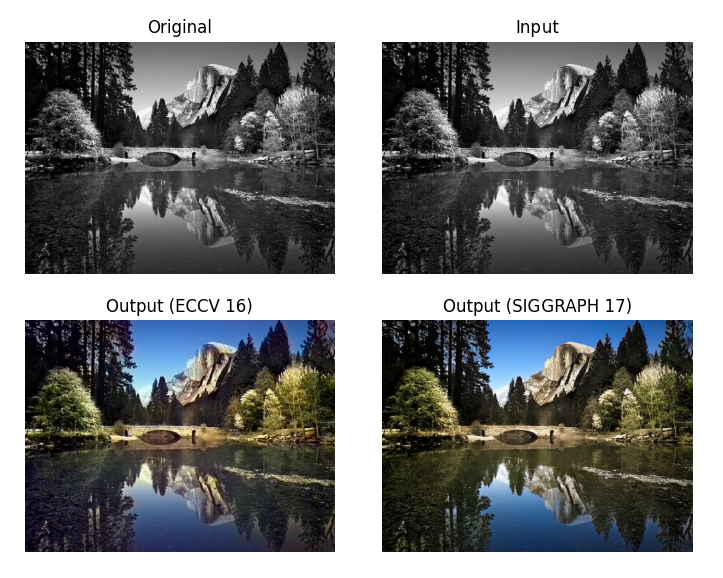 Original
Input
Output (ECCV 16)
Output (SIGGRAPH 17)